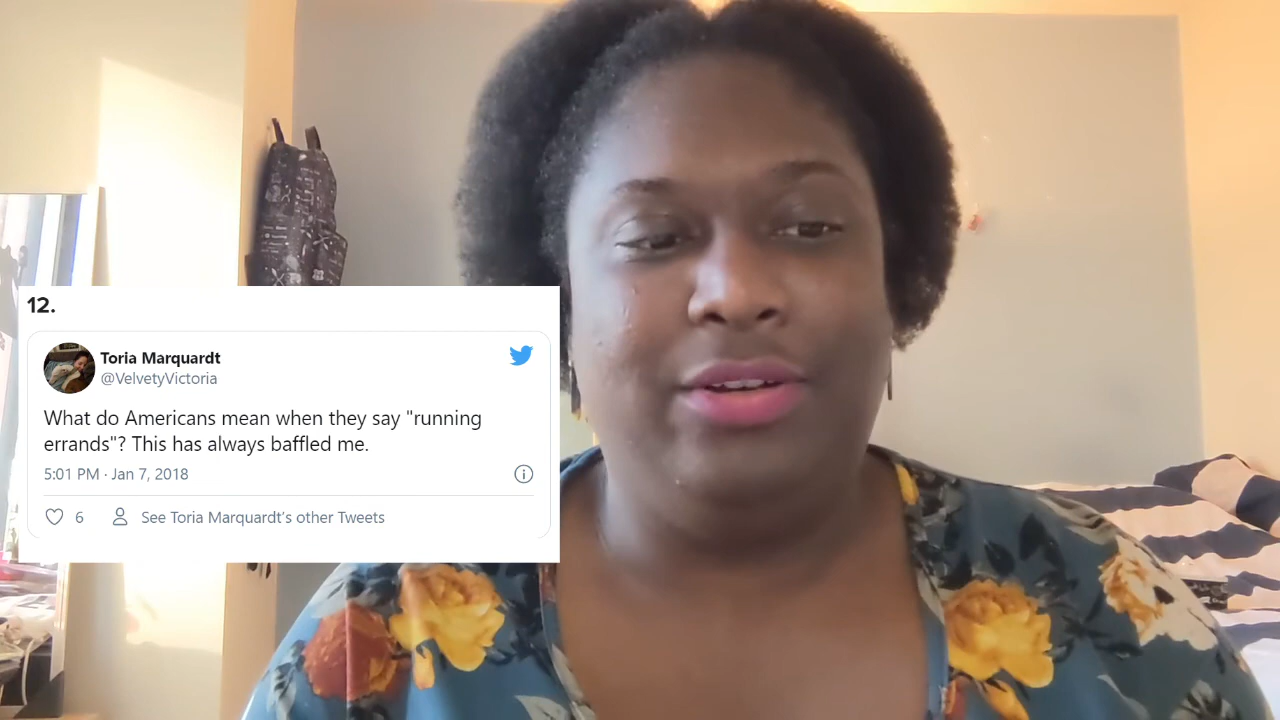 12.
Toria Marquardt
@VelvetyVictoria
What do Americans mean when they say "running
errands"? This has always baffled me.
5:01 PM · Jan 7, 2018
6
See Toria Marquardt's other Tweets